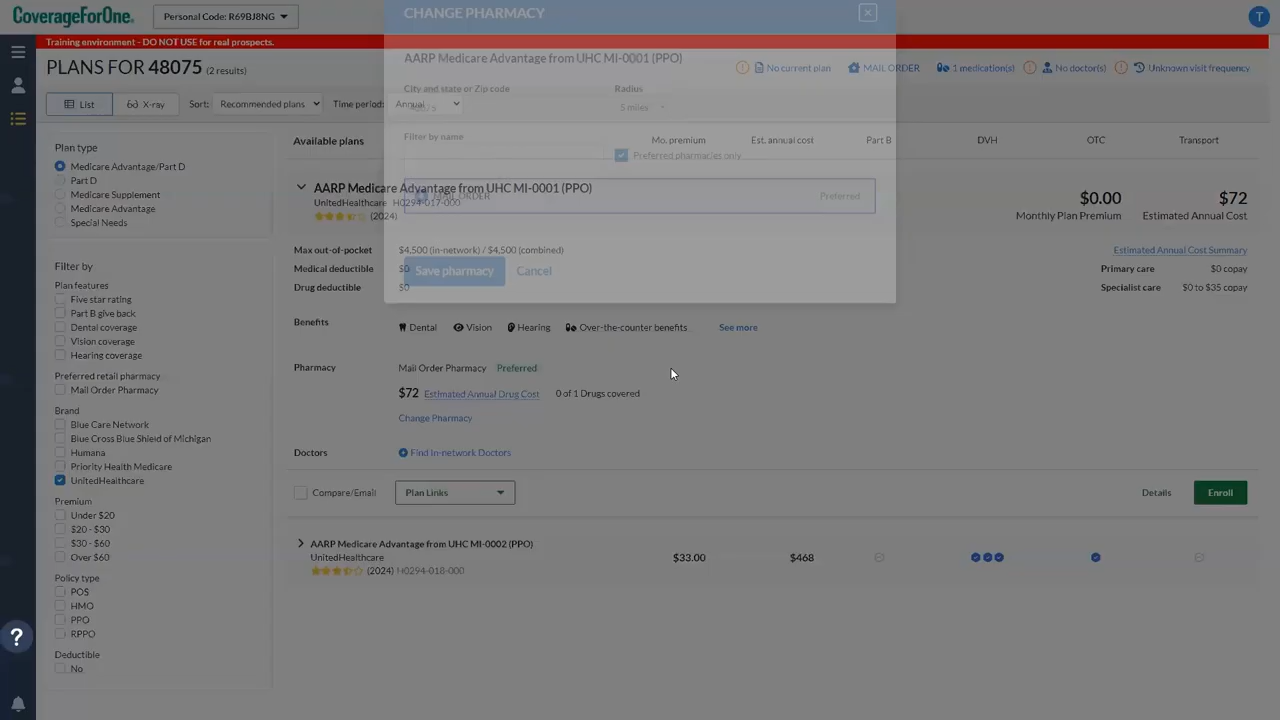 CoverageForOne.
Personal Code: R69BJ8NG
T
Training environment - DO NOT USE for real prospects.
CHANGE PHARMACY
AARP Medicare Advantage from UHC MI-0001 (PPO)
City and state or Zip code
Radius
5 miles
Filter by name
Preferred pharmacies only
MAIL ORDER
Preferred
Save pharmacy
Cancel
PLANS FOR 48075 (2 results)
No current plan
MAIL ORDER
1 medication(s)
No doctor(s)
Unknown visit frequency
List
X-ray
Sort:
Recommended plans
Time period:
Annual
Plan type
Medicare Advantage/Part D
Part D
Medicare Supplement
Medicare Advantage
Special Needs
Filter by
Plan features
Five star rating
Part B give back
Dental coverage
Vision coverage
Hearing coverage
Preferred retail pharmacy
Mail Order Pharmacy
Brand
Blue Care Network
Blue Cross Blue Shield of Michigan
Humana
Priority Health Medicare
UnitedHealthcare
Premium
Under $20
$20 - $30
$30 - $60
Over $60
Policy type
POS
HMO
PPO
RPPO
Deductible
No
?
Available plans
Mo. premium
Est. annual cost
Part B
DVH
OTC
Transport
AARP Medicare Advantage from UHC MI-0001 (PPO)
UnitedHealthcare H0294-017-000
(2024)
$0.00
Monthly Plan Premium
$72
Estimated Annual Cost
Max out-of-pocket
$4,500 (in-network) / $4,500 (combined)
Medical deductible
$0
Drug deductible
$0
Estimated Annual Cost Summary
Primary care
$0 copay
Specialist care
$0 to $35 copay
Benefits
Dental
Vision
Hearing
Over-the-counter benefits
See more
Pharmacy
Mail Order Pharmacy
Preferred
$72 Estimated Annual Drug Cost
0 of 1 Drugs covered
Change Pharmacy
Doctors
Find In-network Doctors
Compare/Email
Plan Links
Details
Enroll
AARP Medicare Advantage from UHC MI-0002 (PPO)
UnitedHealthcare
(2024) H0294-018-000
$33.00
$468